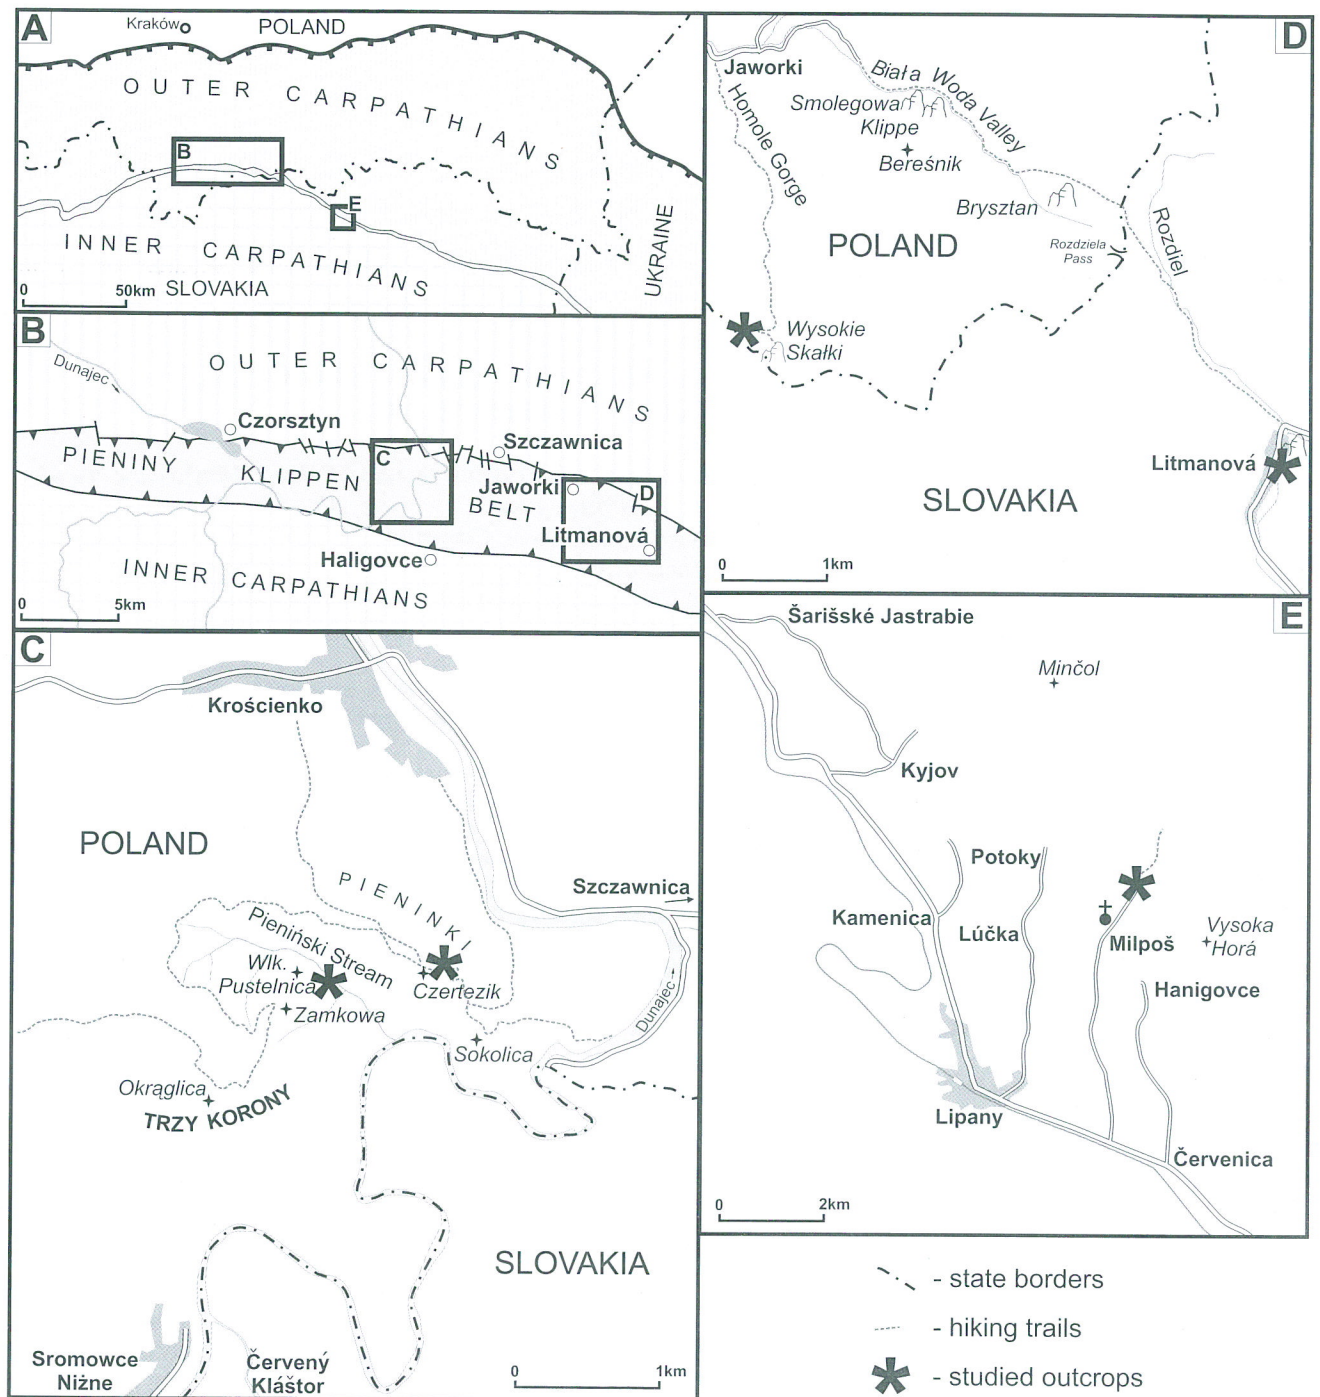 A
Kraków
POLAND
OUTER CARPATHIANS
B
E
INNER CARPATHIANS
UKRAINE
0 50km
SLOVAKIA
B
Dunajec
OUTER CARPATHIANS
Czorsztyn
Szczawnica
PIENINY KLIPPEN BELT
C
Jaworki
D
Litmanová
Haligovce
INNER CARPATHIANS
0 5km
C
Krościenko
POLAND
PIENINKI
Szczawnica
Pieniński Stream
Wlk.
Pustelnica
Czertezik
Zamkowa
Dunajec
Sokolica
Okrąglica
TRZY KORONY
SLOVAKIA
Sromowce
Niżne
Červený
Kláštor
0 1km
D
Jaworki
Biała Woda Valley
Smolegowa
Klippe
Homole Gorge
Bereśnik
Brysztan
POLAND
Rozdziela
Pass
Rozdiel
Wysokie
Skałki
Litmanová
SLOVAKIA
0 1km
E
Šarišské Jastrabie
Minčol
Kyjov
Potoky
Kamenica
Lúčka
Milpoš
Vysoka
Horá
Hanigovce
Lipany
Červenica
0 2km
- state borders
- hiking trails
- studied outcrops